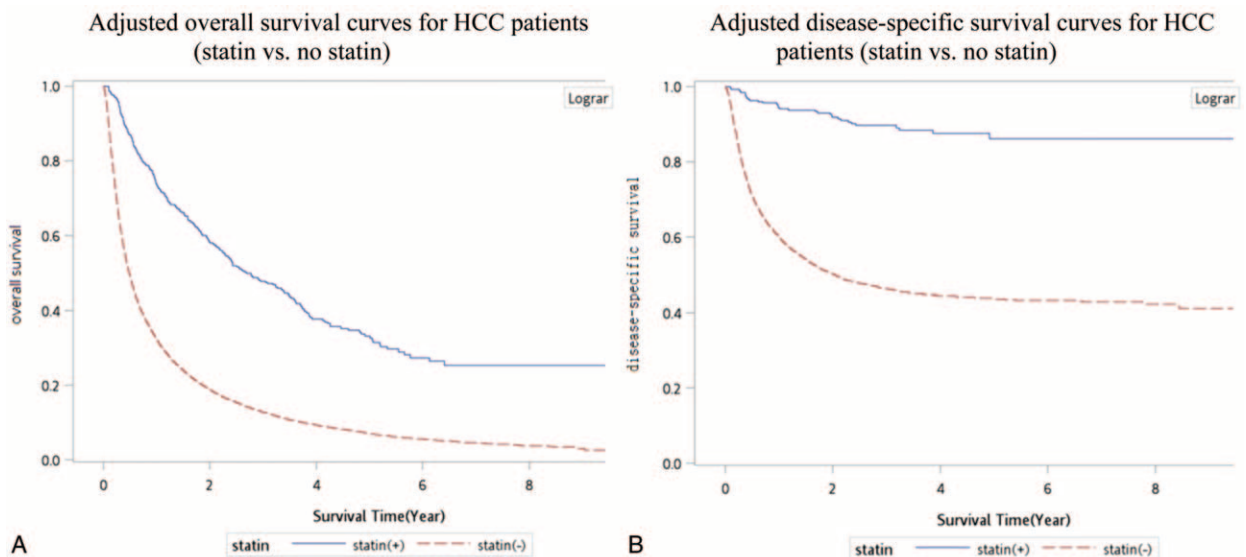 Adjusted overall survival curves for HCC patients
(statin vs. no statin)
Lograr
1.0
0.8
0.6
0.4
0.2
0.0
overall survival
0 2 4 6 8
Survival Time(Year)
A
statin statin(+) statin(-)
Adjusted disease-specific survival curves for HCC
patients (statin vs. no statin)
Lograr
1.0
0.8
0.6
0.4
0.2
0.0
disease-specific survival
0 2 4 6 8
Survival Time(Year)
B
statin statin(+) statin(-)